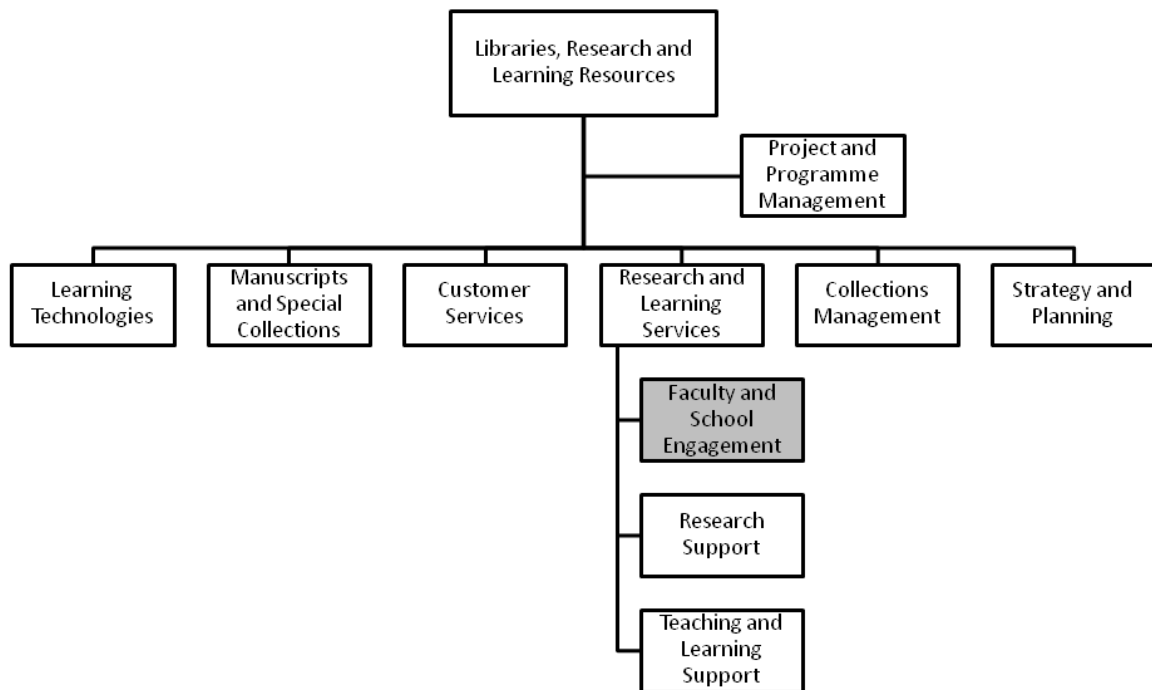 Libraries, Research and
Learning Resources
Project and
Programme
Management
Learning
Technologies
Manuscripts
and Special
Collections
Customer
Services
Research and
Learning
Services
Collections
Management
Strategy and
Planning
Faculty and
School
Engagement
Research
Support
Teaching and
Learning
Support